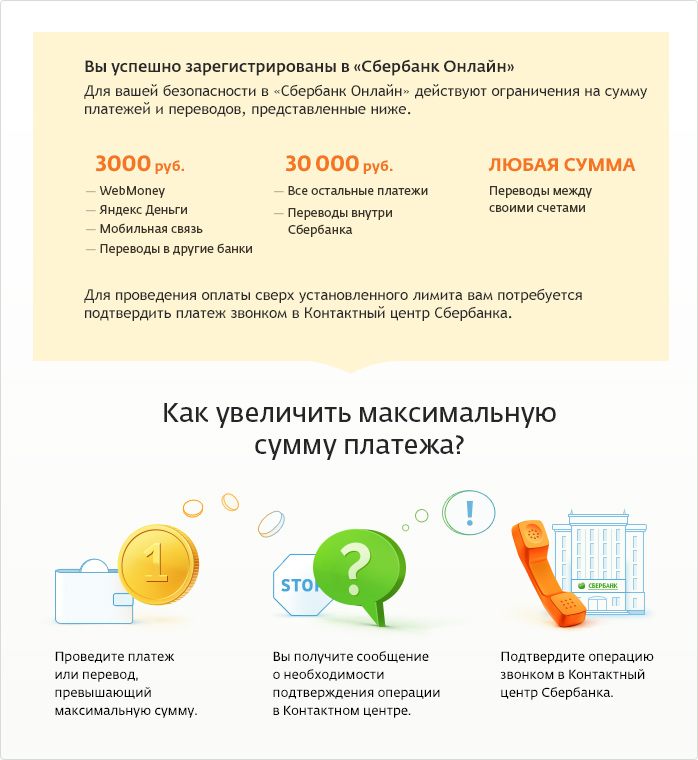 Вы успешно зарегистрированы в «Сбербанк Онлайн»
Для вашей безопасности в «Сбербанк Онлайн» действуют ограничения на сумму
платежей и переводов, представленные ниже.
3000 руб.
— WebMoney
— Яндекс Деньги
— Мобильная связь
— Переводы в другие банки
30 000 руб.
— Все остальные платежи
— Переводы внутри
Сбербанка
ЛЮБАЯ СУММА
Переводы между
своими счетами
Для проведения оплаты сверх установленного лимита вам потребуется
подтвердить платеж звонком в Контактный центр Сбербанка.
Как увеличить максимальную
сумму платежа?
1
STOP
?
!
СБЕРБАНК
Проведите платеж
или перевод,
превышающий
максимальную сумму.
Вы получите сообщение
о необходимости
подтверждения операции
в Контактном центре.
Подтвердите операцию
звонком в Контактный
центр Сбербанка.